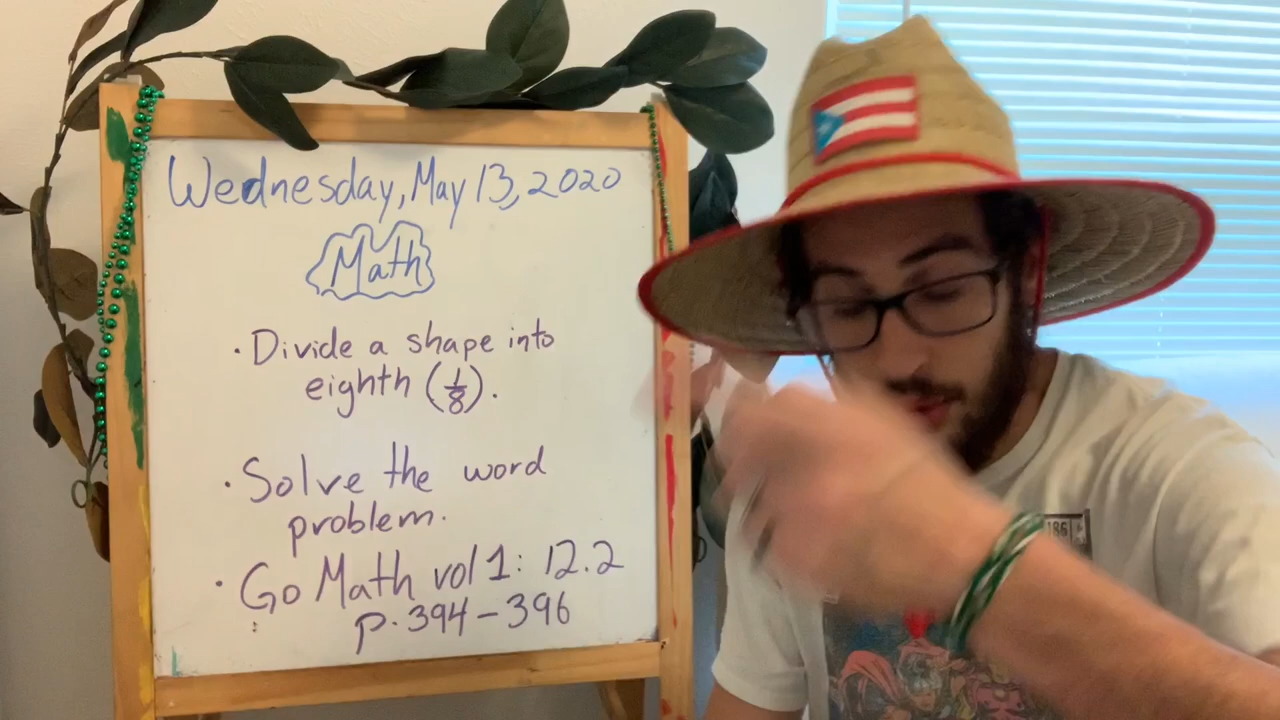 Wednesday, May 13, 2020
Math
· Divide a shape into
eighth (1/8).
· Solve the word
problem.
· Go Math vol 1: 12.2
p. 394-396
186